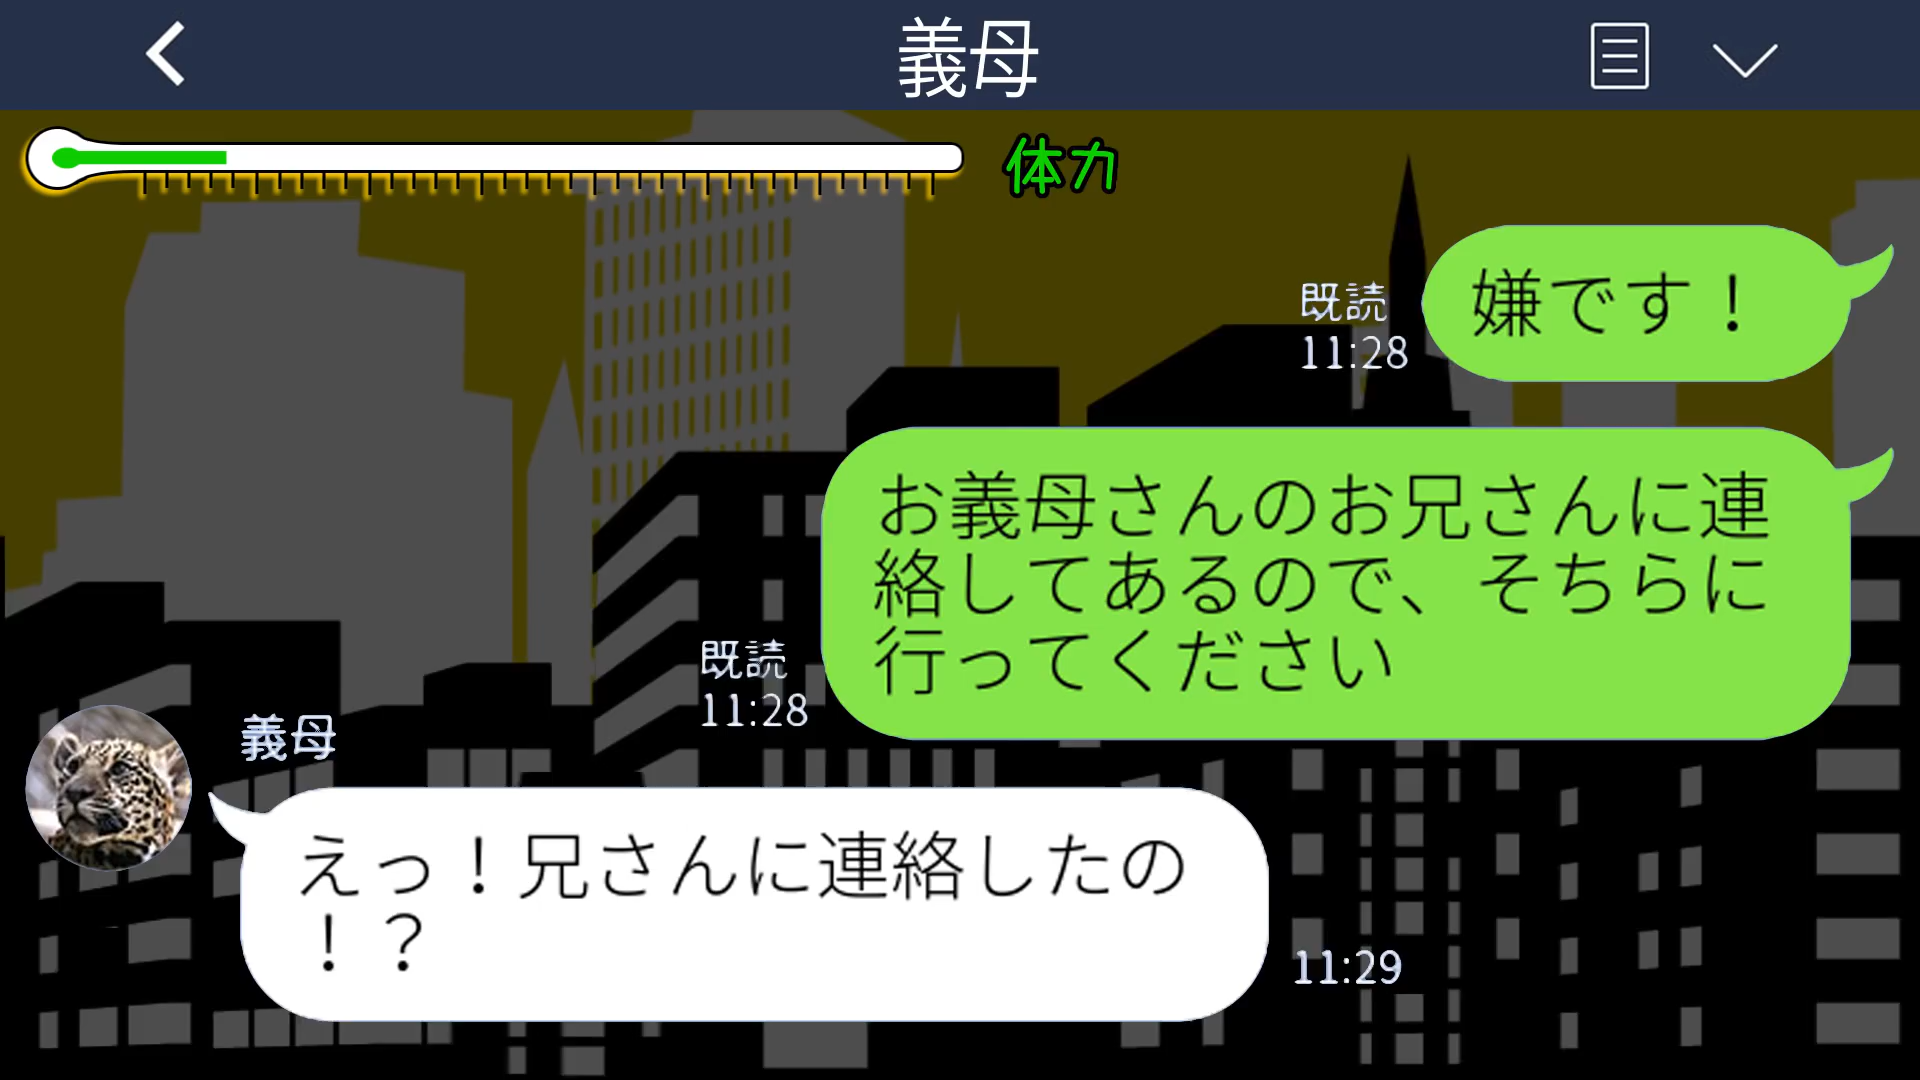 義母
体力
嫌です！
既読
11:28
お義母さんのお兄さんに連
絡してあるので、そちらに
行ってください
既読
11:28
義母
えっ！兄さんに連絡したの
！？
11:29